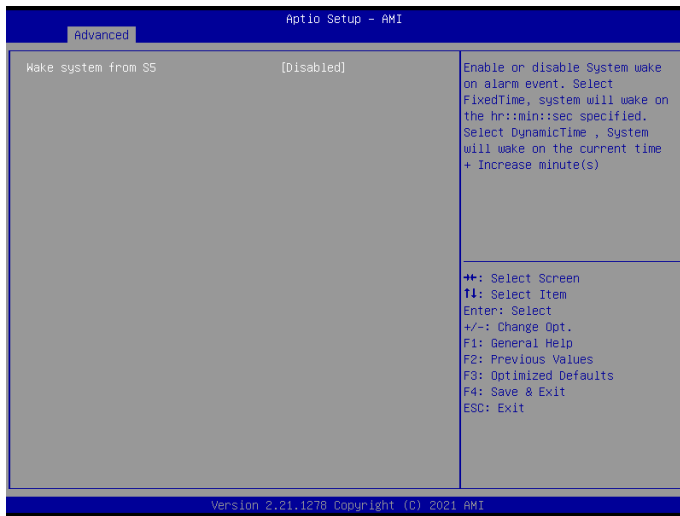 Aptio Setup – AMI
Advanced
Wake system from S5 [Disabled]
Enable or disable System wake
on alarm event. Select
FixedTime, system will wake on
the hr::min::sec specified.
Select DynamicTime , System
will wake on the current time
+ Increase minute(s)
→←: Select Screen
↑↓: Select Item
Enter: Select
+/-: Change Opt.
F1: General Help
F2: Previous Values
F3: Optimized Defaults
F4: Save & Exit
ESC: Exit
Version 2.21.1278 Copyright (C) 2021 AMI